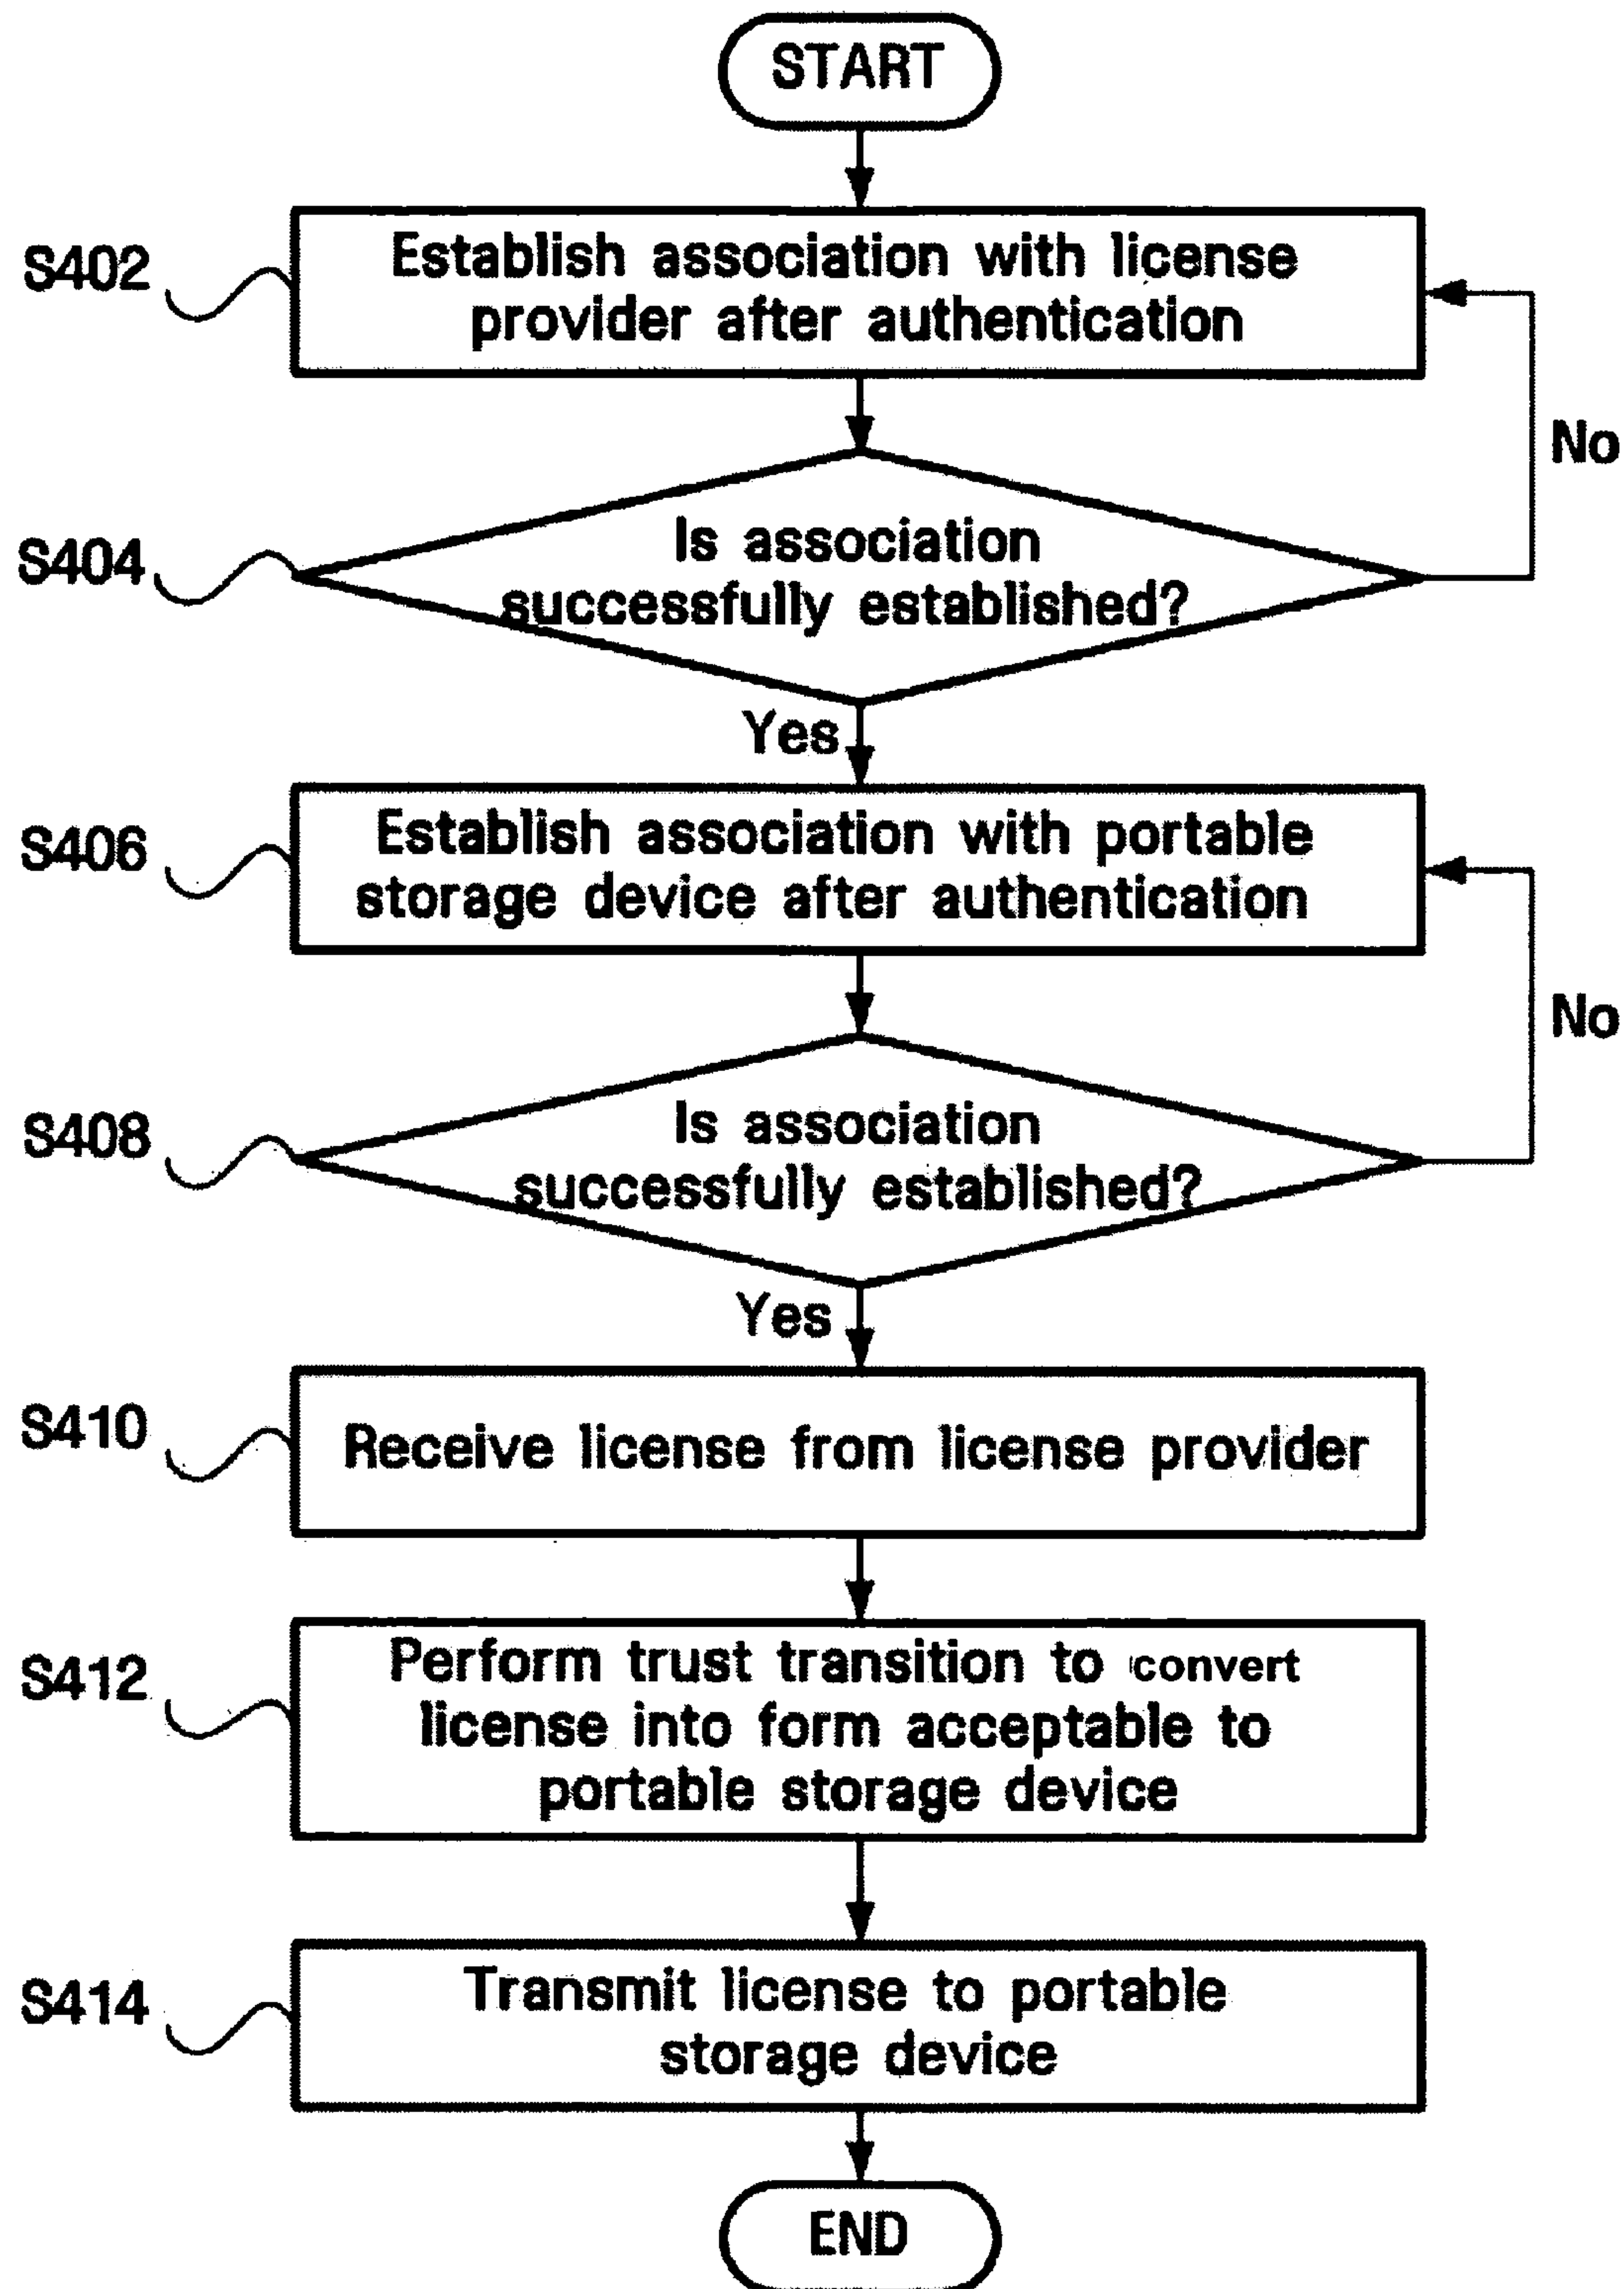 START
S402
Establish association with license
provider after authentication
No
S404
Is association
successfully established?
Yes
S406
Establish association with portable
storage device after authentication
No
S408
Is association
successfully established?
Yes
S410
Receive license from license provider
S412
Perform trust transition to convert
license into form acceptable to
portable storage device
S414
Transmit license to portable
storage device
END